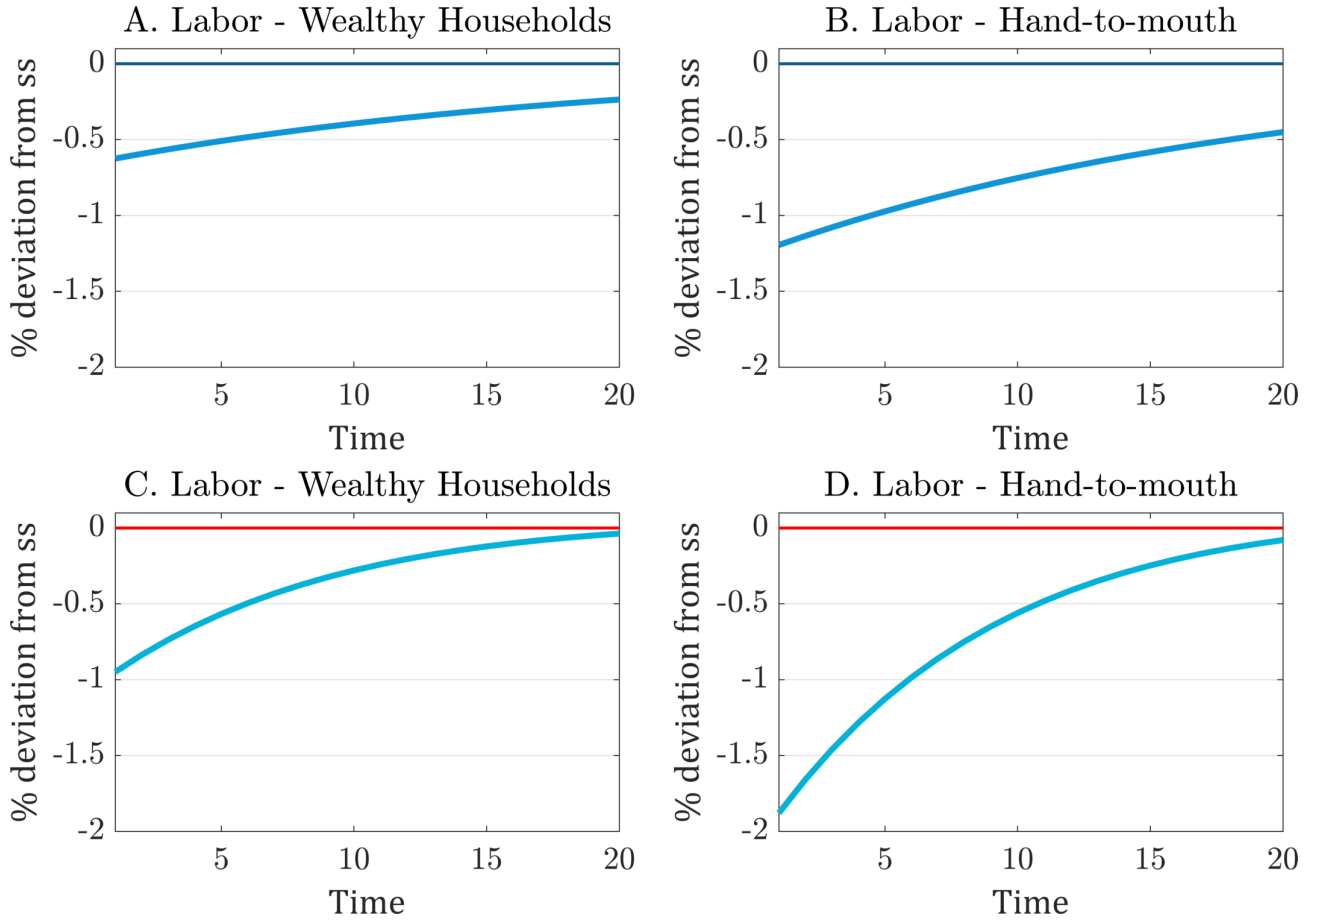 A. Labor - Wealthy Households
% deviation from ss
0
-0.5
-1
-1.5
-2
5 10 15 20
Time
B. Labor - Hand-to-mouth
% deviation from ss
0
-0.5
-1
-1.5
-2
5 10 15 20
Time
C. Labor - Wealthy Households
% deviation from ss
0
-0.5
-1
-1.5
-2
5 10 15 20
Time
D. Labor - Hand-to-mouth
% deviation from ss
0
-0.5
-1
-1.5
-2
5 10 15 20
Time